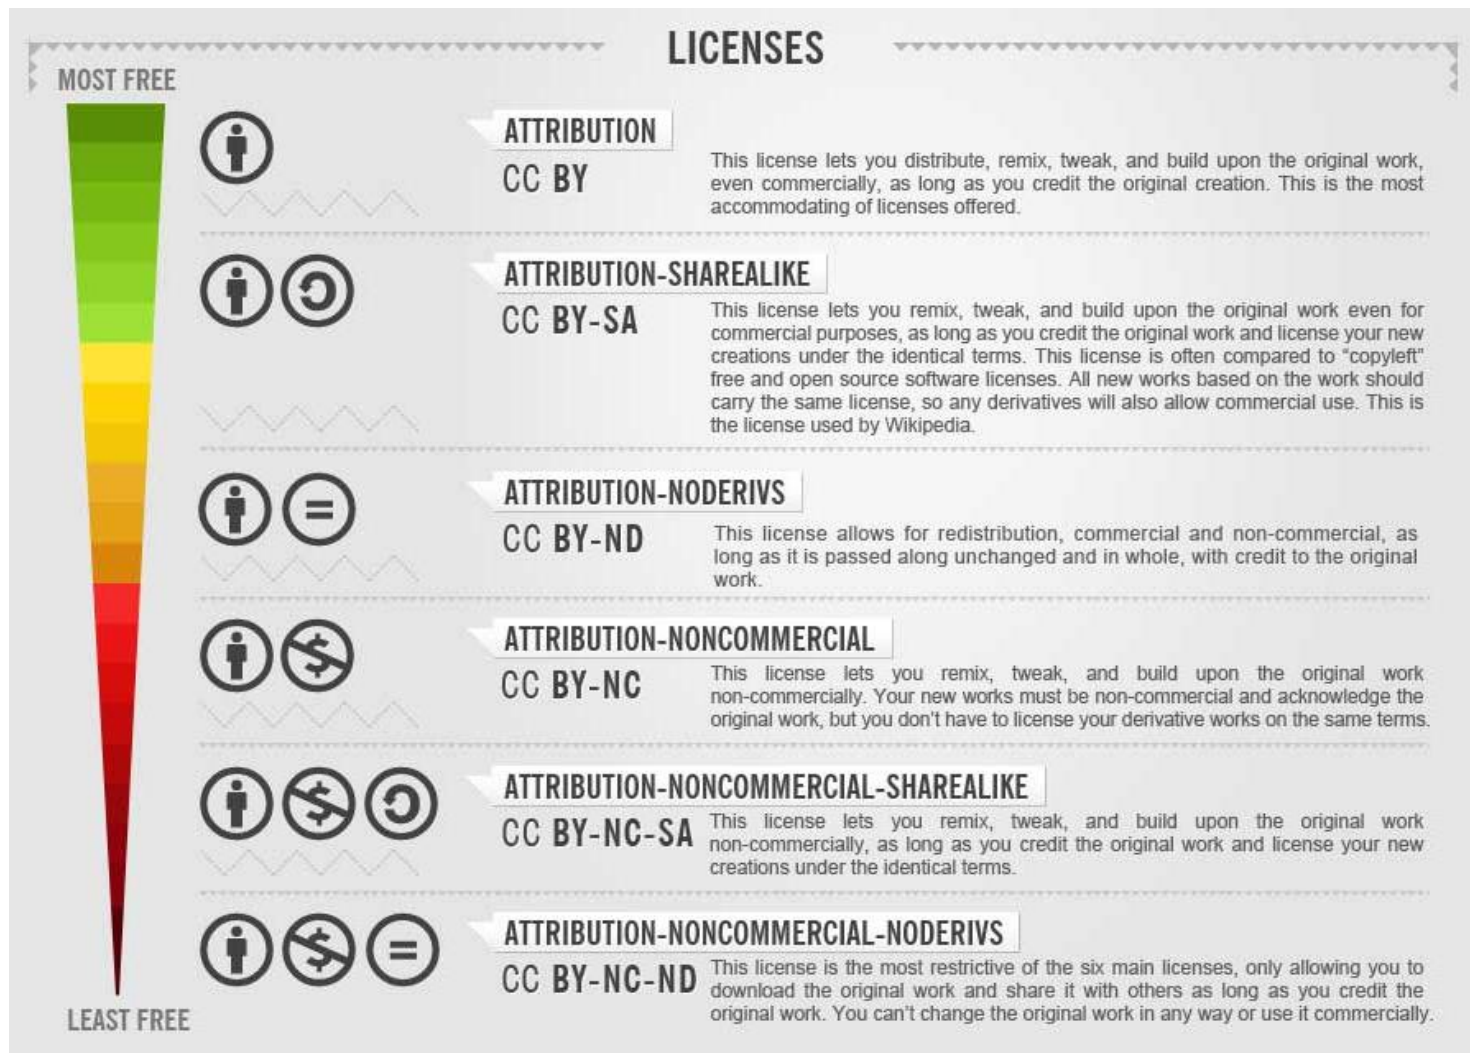 LICENSES
MOST FREE
ATTRIBUTION
CC BY
This license lets you distribute, remix, tweak, and build upon the original work,
even commercially, as long as you credit the original creation. This is the most
accommodating of licenses offered.
ATTRIBUTION-SHAREALIKE
CC BY-SA
This license lets you remix, tweak, and build upon the original work even for
commercial purposes, as long as you credit the original work and license your new
creations under the identical terms. This license is often compared to “copyleft”
free and open source software licenses. All new works based on the work should
carry the same license, so any derivatives will also allow commercial use. This is
the license used by Wikipedia.
ATTRIBUTION-NODERIVS
CC BY-ND
This license allows for redistribution, commercial and non-commercial, as
long as it is passed along unchanged and in whole, with credit to the original
work.
ATTRIBUTION-NONCOMMERCIAL
CC BY-NC
This license lets you remix, tweak, and build upon the original work
non-commercially. Your new works must be non-commercial and acknowledge the
original work, but you don't have to license your derivative works on the same terms.
ATTRIBUTION-NONCOMMERCIAL-SHAREALIKE
CC BY-NC-SA
This license lets you remix, tweak, and build upon the original work
non-commercially, as long as you credit the original work and license your new
creations under the identical terms.
ATTRIBUTION-NONCOMMERCIAL-NODERIVS
CC BY-NC-ND
This license is the most restrictive of the six main licenses, only allowing you to
download the original work and share it with others as long as you credit the
original work. You can't change the original work in any way or use it commercially.
LEAST FREE